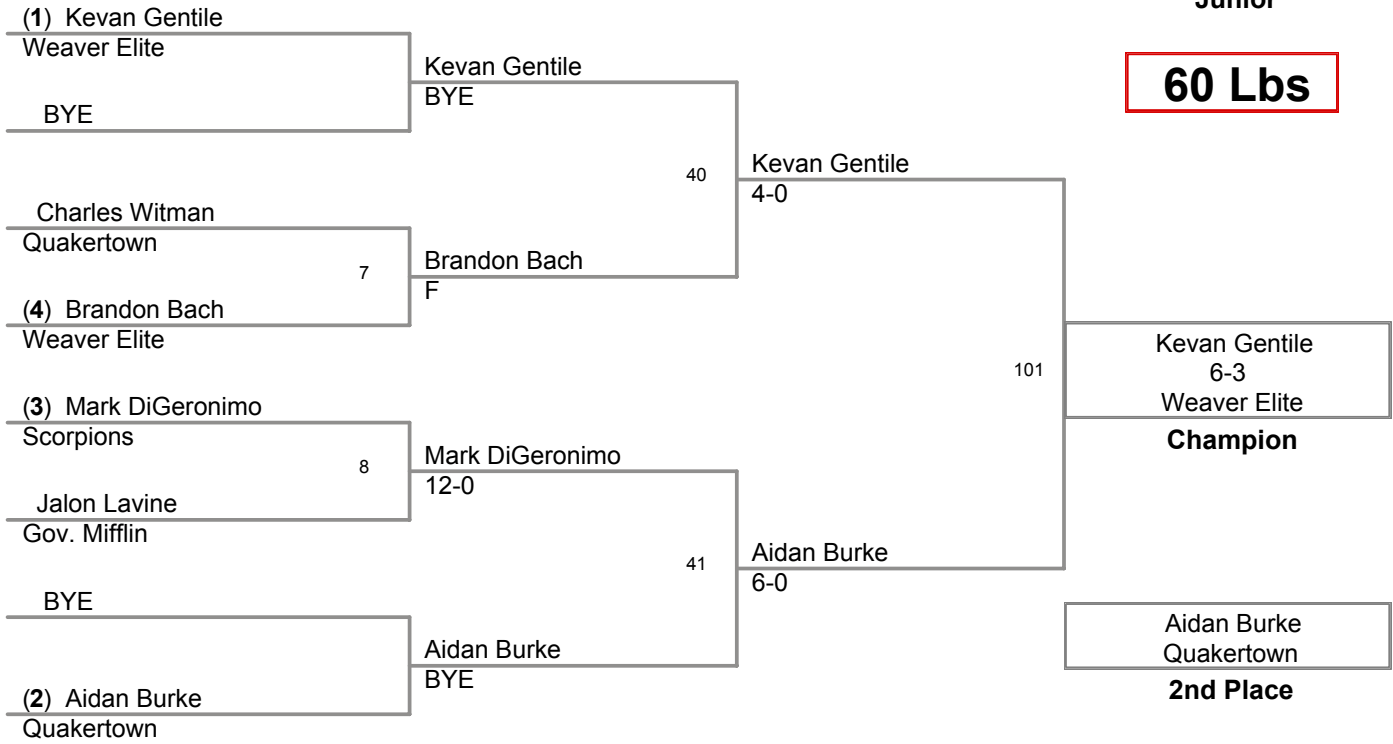 Junior
60 Lbs
(1) Kevan Gentile
Weaver Elite
BYE
Charles Witman
Quakertown
7
(4) Brandon Bach
Weaver Elite
(3) Mark DiGeronimo
Scorpions
8
Jalon Lavine
Gov. Mifflin
BYE
(2) Aidan Burke
Quakertown
Kevan Gentile
BYE
40
Brandon Bach
F
Mark DiGeronimo
12-0
41
Aidan Burke
BYE
Kevan Gentile
4-0
101
Aidan Burke
6-0
Kevan Gentile
6-3
Weaver Elite
Champion
Aidan Burke
Quakertown
2nd Place